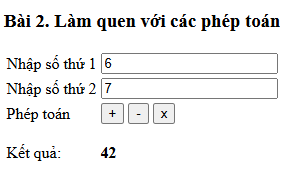 Bài 2. Làm quen với các phép toán
Nhập số thứ 1 6
Nhập số thứ 2 7
Phép toán + - x
Kết quả: 42